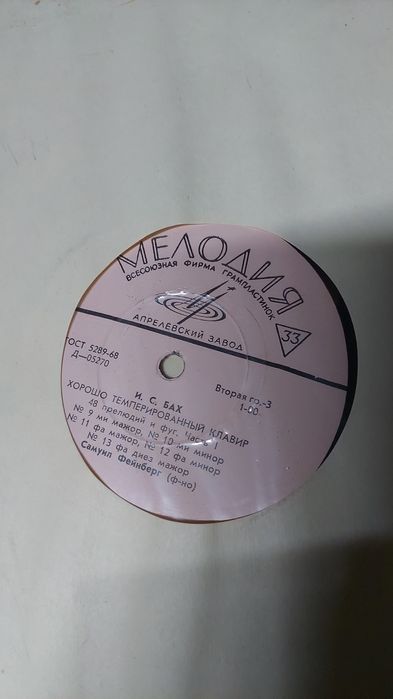 МЕЛОДИЯ
ВСЕСОЮЗНАЯ ФИРМА ГРАМПЛАСТИНОК
АПРЕЛЕВСКИЙ ЗАВОД
33
ГОСТ 5289-68
Д—05270
Вторая гр.-3
1-00
И. С. БАХ
ХОРОШО ТЕМПЕРИРОВАННЫЙ КЛАВИР
48 прелюдий и фуг. Часть I
№ 9 ми мажор, № 10 ми минор
№ 11 фа мажор, № 12 фа минор
№ 13 фа диез мажор
Самуил Фейнберг (ф-но)